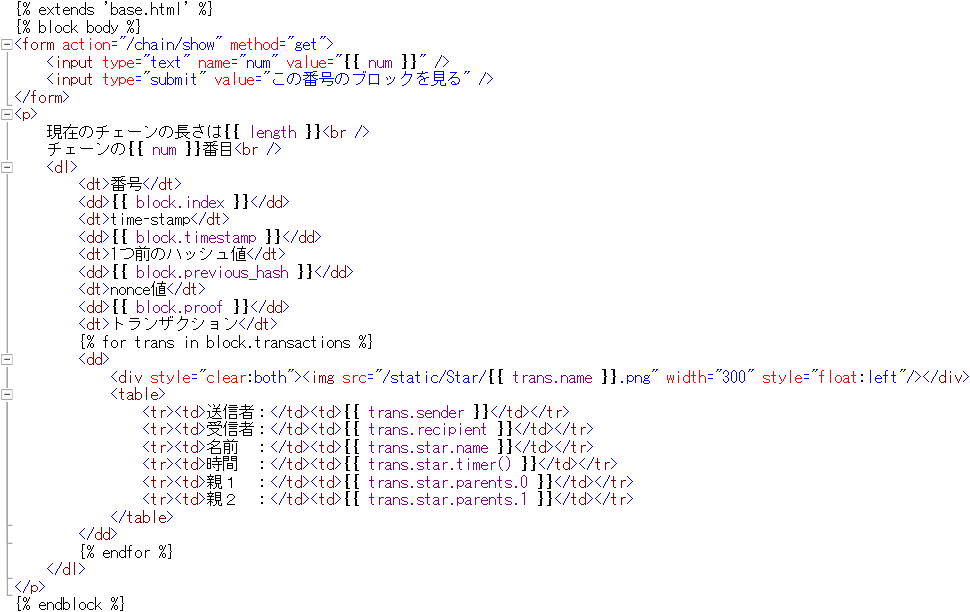 {% extends 'base.html' %}
{% block body %}
<form action="/chain/show" method="get">
    <input type="text" name="num" value="{{ num }}" />
    <input type="submit" value="この番号のブロックを見る" />
</form>
<p>
    現在のチェーンの長さは{{ length }}<br />
    チェーンの{{ num }}番目<br />
    <dl>
        <dt>番号</dt>
        <dd>{{ block.index }}</dd>
        <dt>time-stamp</dt>
        <dd>{{ block.timestamp }}</dd>
        <dt>1つ前のハッシュ値</dt>
        <dd>{{ block.previous_hash }}</dd>
        <dt>nonce値</dt>
        <dd>{{ block.proof }}</dd>
        <dt>トランザクション</dt>
        {% for trans in block.transactions %}
        <dd>
            <div style="clear:both"><img src="/static/Star/{{ trans.name }}.png" width="300" style="float:left"/></div>
            <table>
                <tr><td>送信者：</td><td>{{ trans.sender }}</td></tr>
                <tr><td>受信者：</td><td>{{ trans.recipient }}</td></tr>
                <tr><td>名前　：</td><td>{{ trans.star.name }}</td></tr>
                <tr><td>時間　：</td><td>{{ trans.star.timer() }}</td></tr>
                <tr><td>親１　：</td><td>{{ trans.star.parents.0 }}</td></tr>
                <tr><td>親２　：</td><td>{{ trans.star.parents.1 }}</td></tr>
            </table>
        </dd>
        {% endfor %}
    </dl>
</p>
{% endblock %}